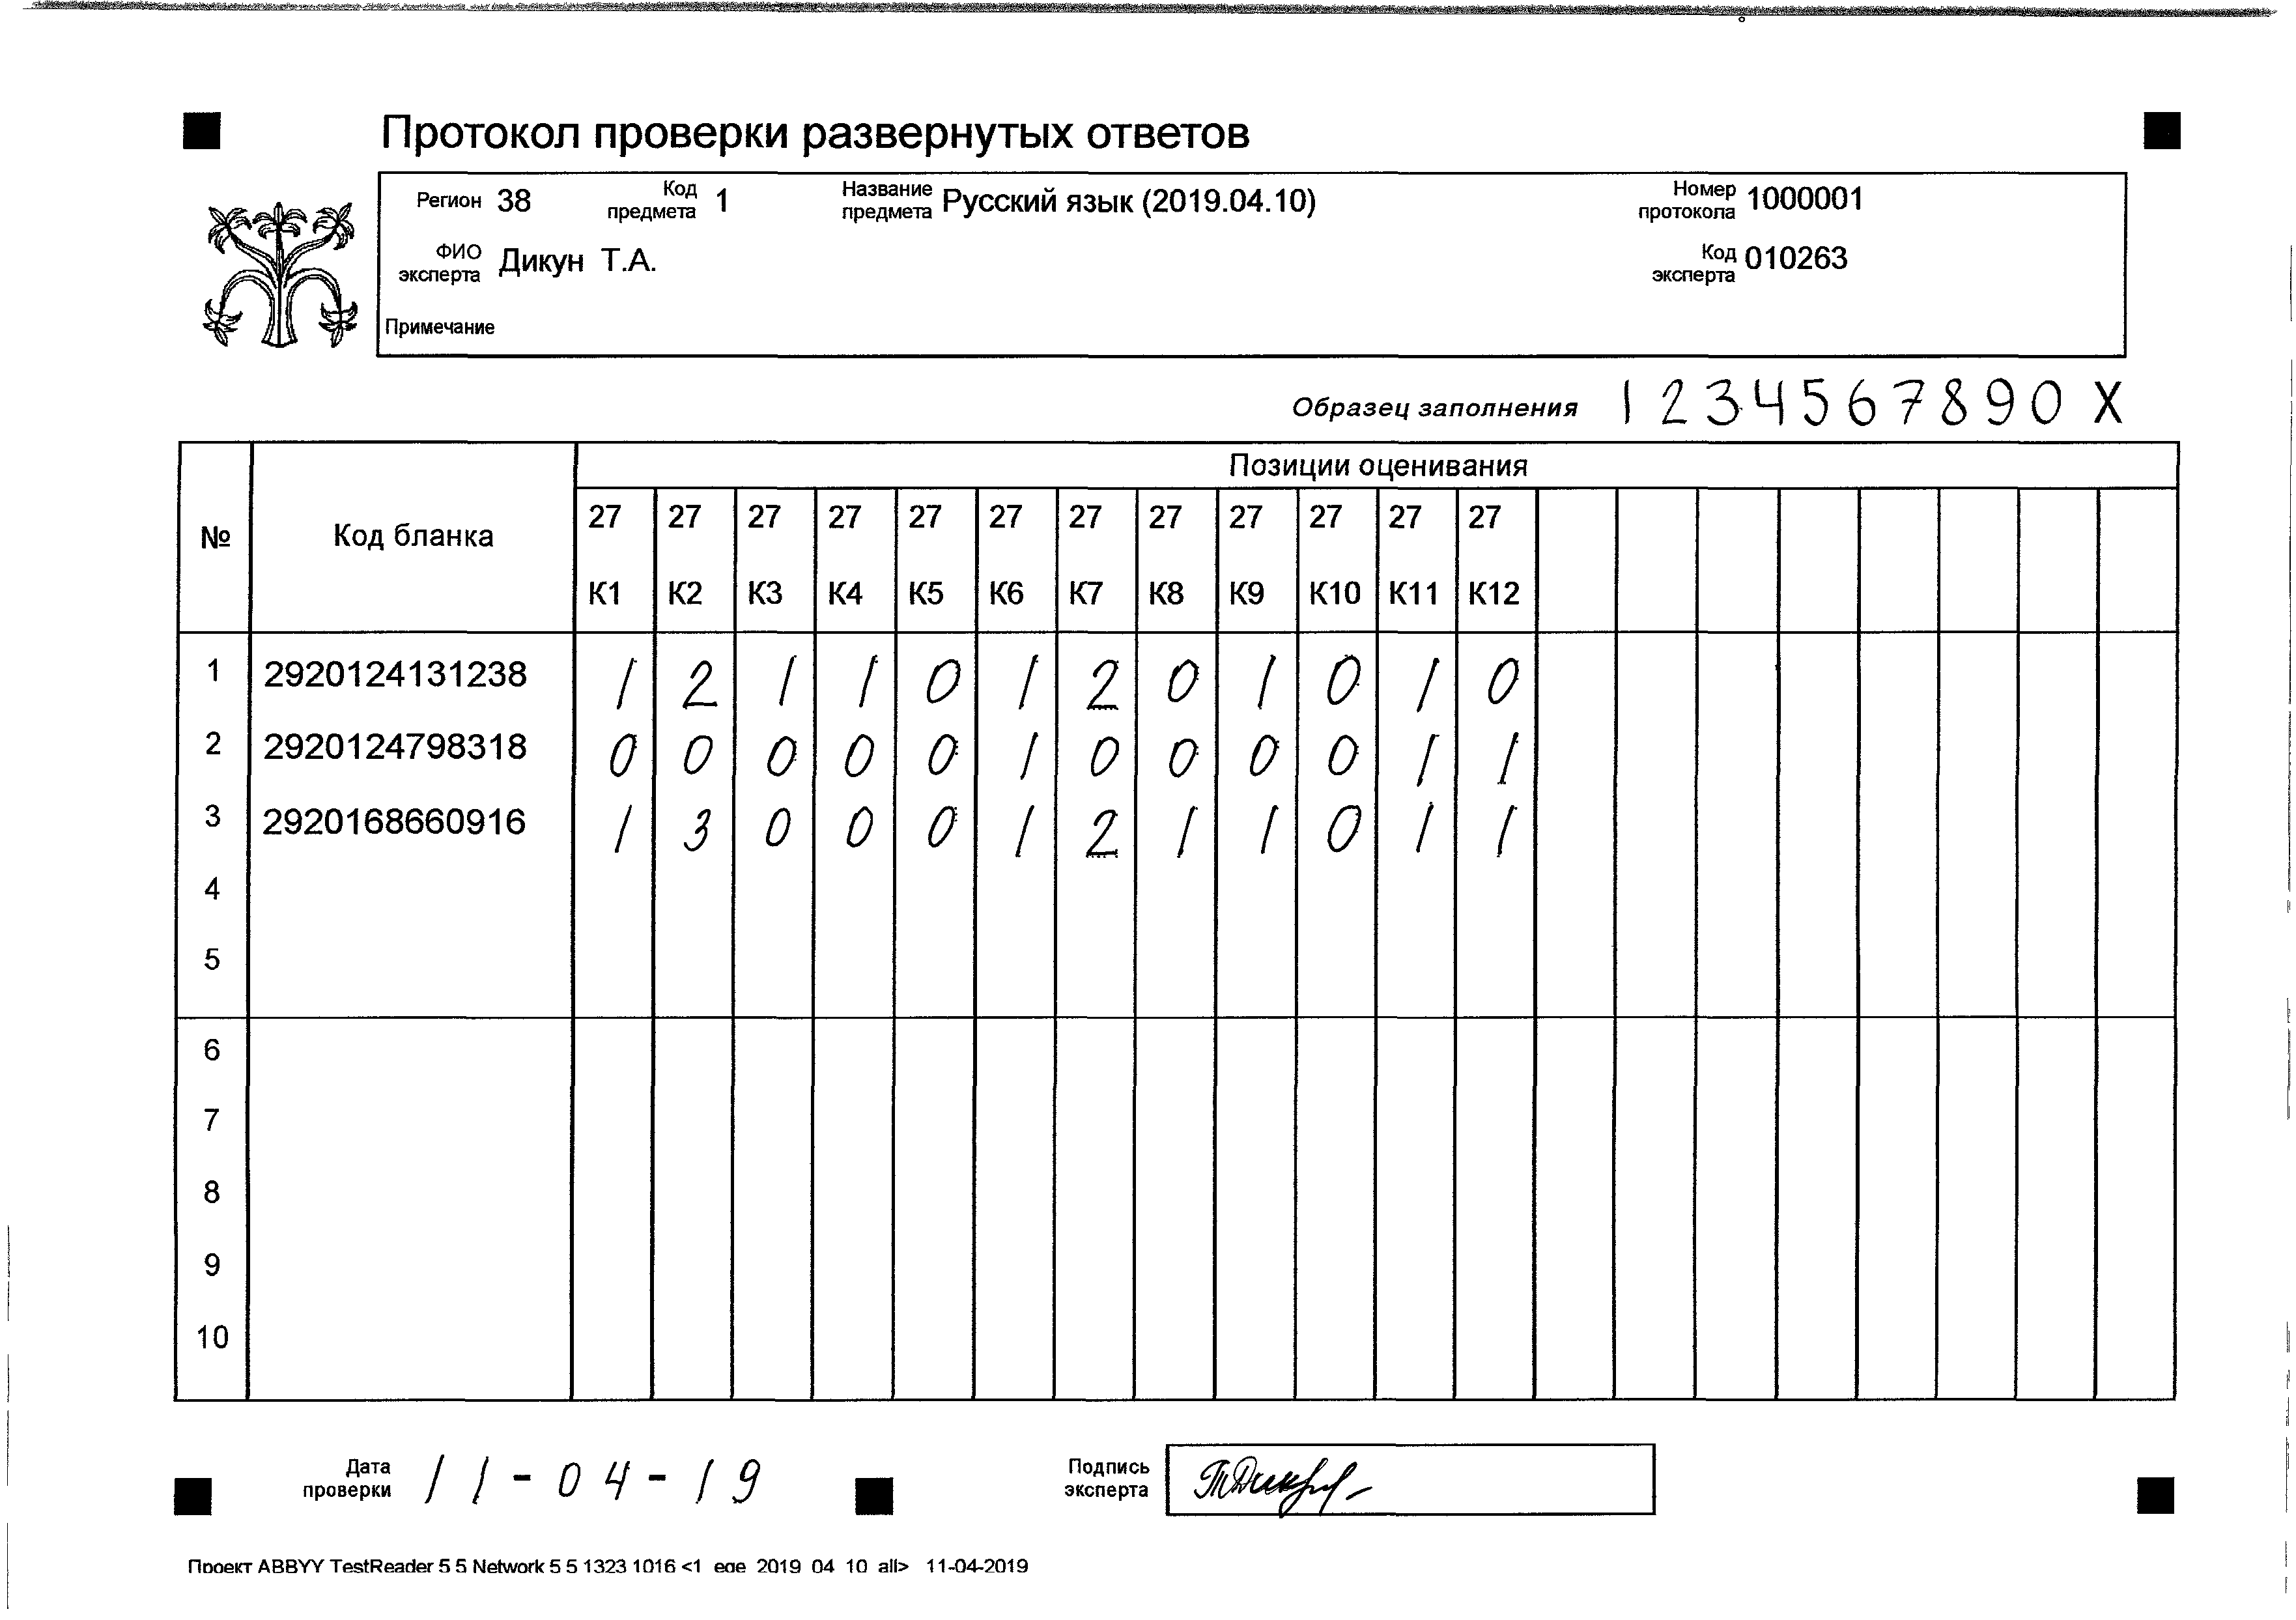 Протокол проверки развернутых ответов
Регион 38 Код предмета 1 Название предмета Русский язык (2019.04.10) Номер протокола 1000001
ФИО эксперта Дикун Т.А. Код эксперта 010263
Примечание
Образец заполнения 1 2 3 4 5 6 7 8 9 0 X
Позиции оценивания
№ Код бланка 27 27 27 27 27 27 27 27 27 27 27 27
К1 К2 К3 К4 К5 К6 К7 К8 К9 К10 К11 К12
1 2920124131238 1 2 1 1 0 1 2 0 1 0 1 0
2 2920124798318 0 0 0 0 0 1 0 0 0 0 1 1
3 2920168660916 1 3 0 0 0 1 2 1 1 0 1 1
4
5
6
7
8
9
10
Дата проверки 11-04-19 Подпись эксперта
Проект ABBYY TestReader 5 5 Network 5 5 1323 1016 <1 ege 2019 04 10 all> 11-04-2019